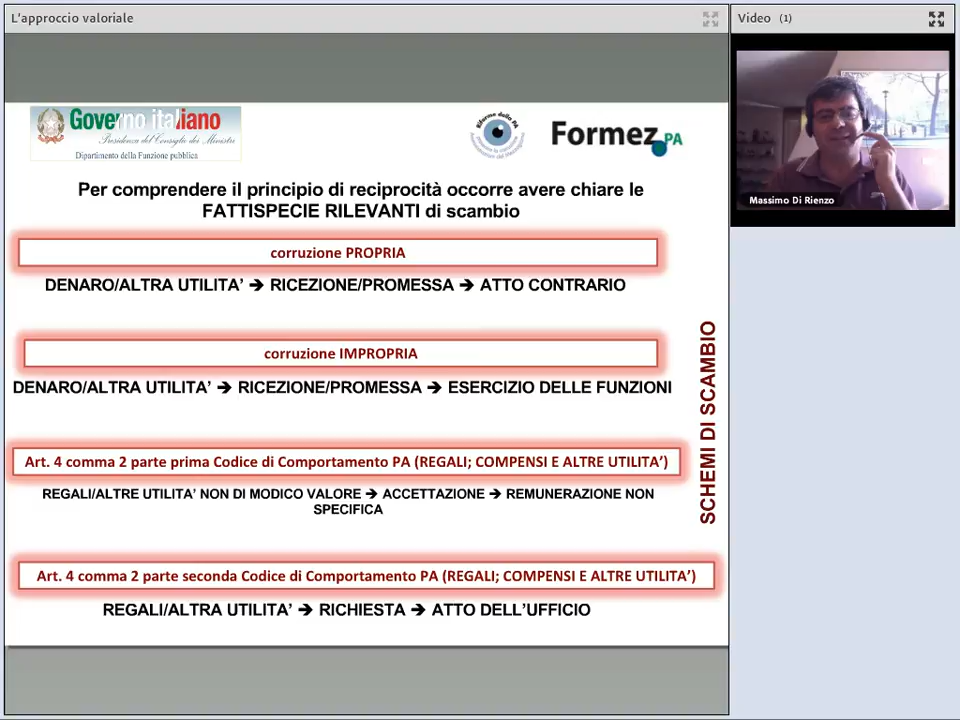 L'approccio valoriale
Video (1)
Governo italiano
Presidenza del Consiglio dei Ministri
Dipartimento della Funzione pubblica
Riforme della PA
Formez PA
Massimo Di Rienzo
Per comprendere il principio di reciprocità occorre avere chiare le
FATTISPECIE RILEVANTI di scambio
corruzione PROPRIA
DENARO/ALTRA UTILITA’ ➔ RICEZIONE/PROMESSA ➔ ATTO CONTRARIO
corruzione IMPROPRIA
DENARO/ALTRA UTILITA’ ➔ RICEZIONE/PROMESSA ➔ ESERCIZIO DELLE FUNZIONI
Art. 4 comma 2 parte prima Codice di Comportamento PA (REGALI; COMPENSI E ALTRE UTILITA’)
REGALI/ALTRE UTILITA’ NON DI MODICO VALORE ➔ ACCETTAZIONE ➔ REMUNERAZIONE NON
SPECIFICA
Art. 4 comma 2 parte seconda Codice di Comportamento PA (REGALI; COMPENSI E ALTRE UTILITA’)
REGALI/ALTRA UTILITA’ ➔ RICHIESTA ➔ ATTO DELL’UFFICIO
SCHEMI DI SCAMBIO